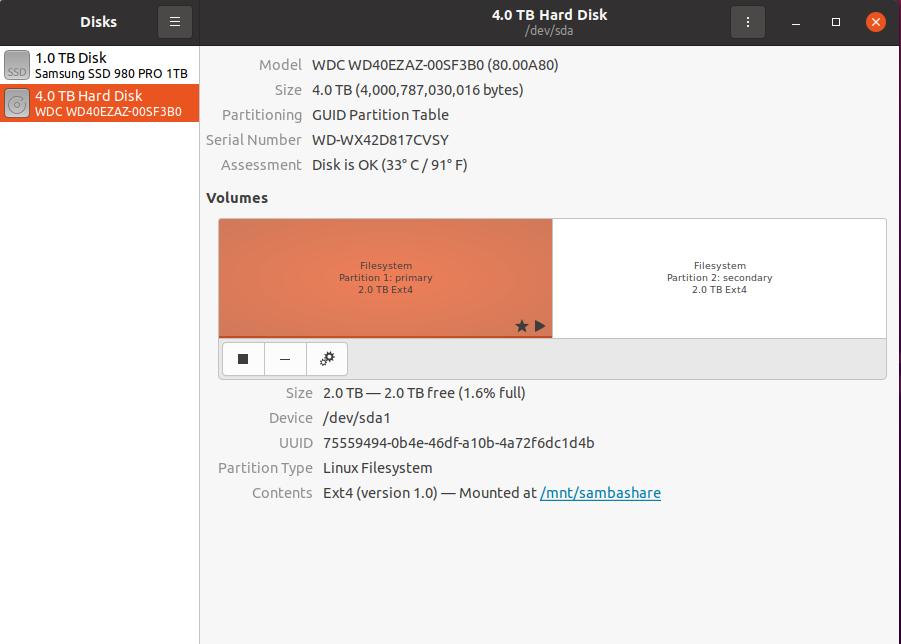 Disks
4.0 TB Hard Disk
/dev/sda
1.0 TB Disk
Samsung SSD 980 PRO 1TB
SSD
4.0 TB Hard Disk
WDC WD40EZAZ-00SF3B0
Model WDC WD40EZAZ-00SF3B0 (80.00A80)
Size 4.0 TB (4,000,787,030,016 bytes)
Partitioning GUID Partition Table
Serial Number WD-WX42D817CVSY
Assessment Disk is OK (33° C / 91° F)
Volumes
Filesystem
Partition 1: primary
2.0 TB Ext4
Filesystem
Partition 2: secondary
2.0 TB Ext4
Size 2.0 TB — 2.0 TB free (1.6% full)
Device /dev/sda1
UUID 75559494-0b4e-46df-a10b-4a72f6dc1d4b
Partition Type Linux Filesystem
Contents Ext4 (version 1.0) — Mounted at /mnt/sambashare